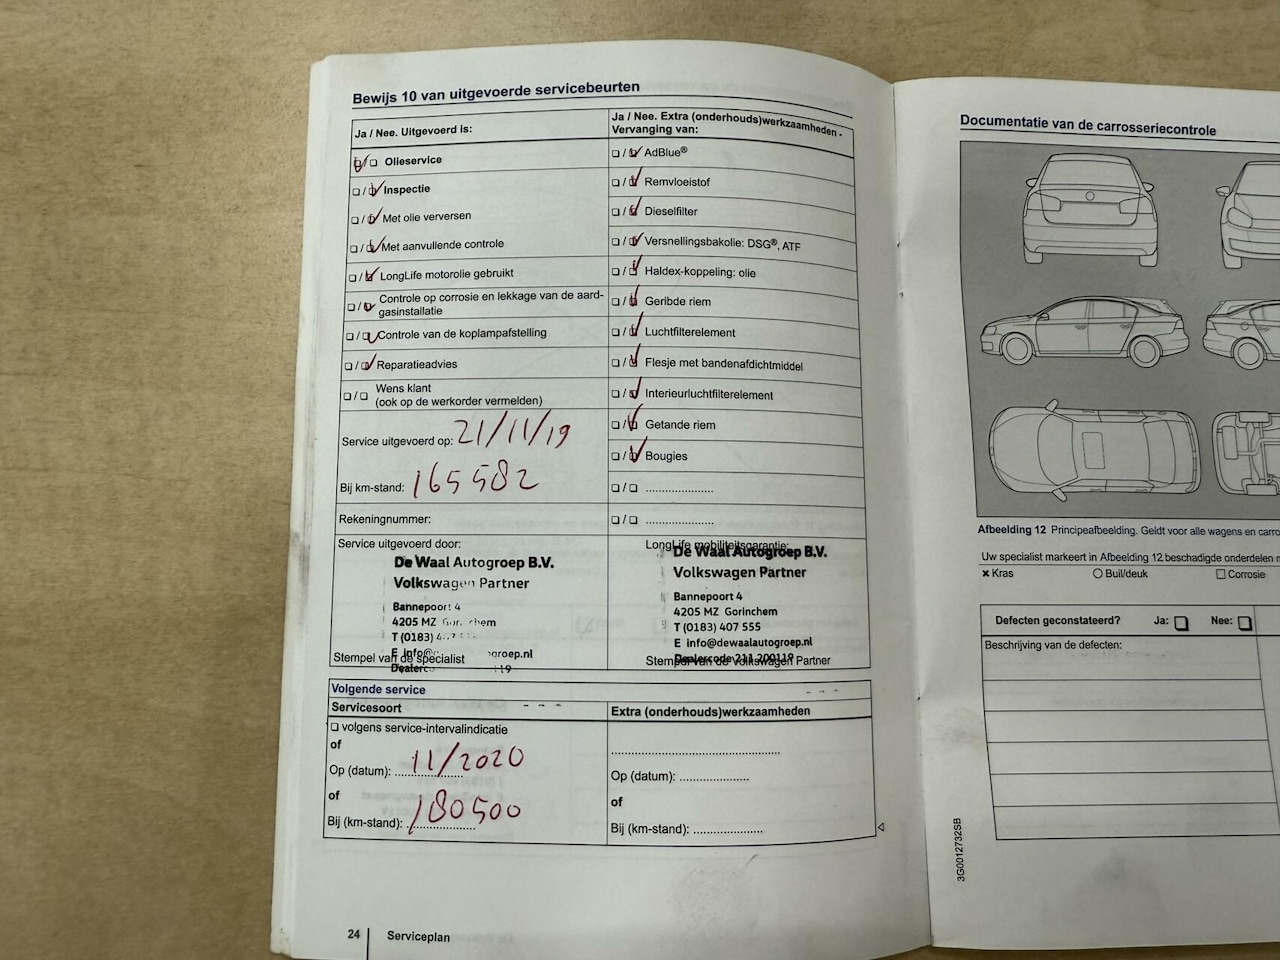 Bewijs 10 van uitgevoerde servicebeurten
Ja / Nee. Uitgevoerd is:
Olieservice
Inspectie
Met olie verversen
Met aanvullende controle
LongLife motorolie gebruikt
Controle op corrosie en lekkage van de aard-
gasinstallatie
Controle van de koplampafstelling
Reparatieadvies
Wens klant
(ook op de werkorder vermelden)
Service uitgevoerd op: 21/11/19
Bij km-stand: 165582
Rekeningnummer:
Service uitgevoerd door:
De Waal Autogroep B.V.
Volkswagen Partner
Bannepoort 4
4205 MZ
T (0183)
E info@
Stempel van de specialist
Ja / Nee. Extra (onderhouds)werkzaamheden -
Vervanging van:
AdBlue®
Remvloeistof
Dieselfilter
Versnellingsbakolie: DSG®, ATF
Haldex-koppeling: olie
Geribde riem
Luchtfilterelement
Flesje met bandenafdichtmiddel
Interieurluchtfilterelement
Getande riem
Bougies
LongLife mobiliteitsgarantie:
De Waal Autogroep B.V.
Volkswagen Partner
Bannepoort 4
4205 MZ Gorinchem
T (0183) 407 555
E info@dewaalautogroep.nl
Dealercode 211 200119
Stempel van de Volkswagen Partner
Volgende service
Servicesoort
volgens service-intervalindicatie
of
Op (datum): 11/2020
of
Bij (km-stand): 180500
Extra (onderhouds)werkzaamheden
Op (datum):
of
Bij (km-stand):
24
Serviceplan
Documentatie van de carrosseriecontrole
Afbeelding 12 Principeafbeelding. Geldt voor alle wagens en
Uw specialist markeert in Afbeelding 12 beschadigde onderdelen
Kras
Buil/deuk
Corrosie
Defecten geconstateerd? Ja: Nee:
Beschrijving van de defecten:
3G0012732SB